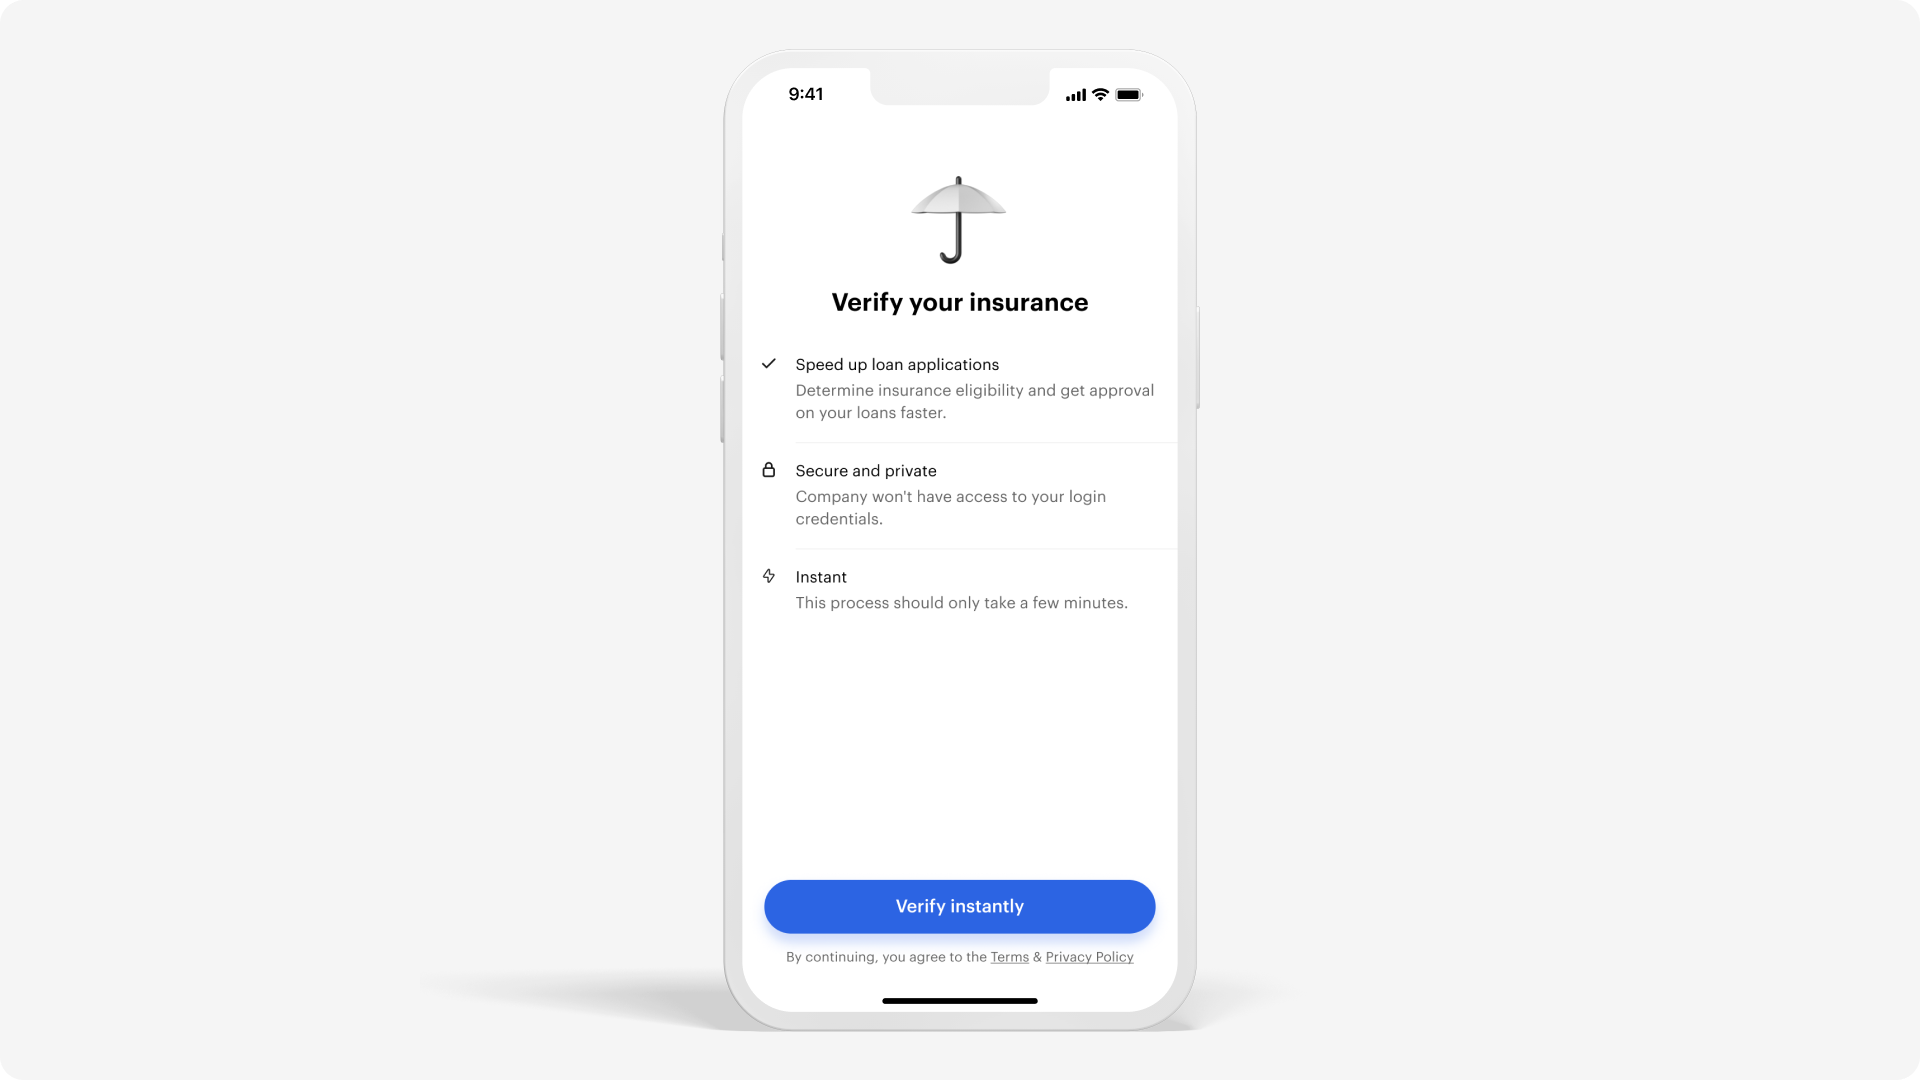 9:41
Verify your insurance
Speed up loan applications
Determine insurance eligibility and get approval
on your loans faster.
Secure and private
Company won't have access to your login
credentials.
Instant
This process should only take a few minutes.
Verify instantly
By continuing, you agree to the Terms & Privacy Policy